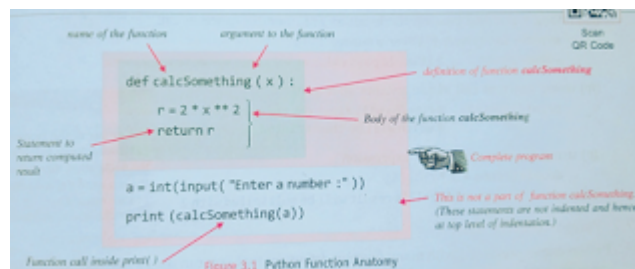 name of the function
argument to the function
Scan
QR Code
def calcSomething ( x ) :
definition of function calcSomething
r = 2 * x ** 2
return r
Body of the function calcSomething
Statement to
return computed
result
Complete program
a = int(input( "Enter a number :" ))
print (calcSomething(a))
This is not a part of function calcSomething
(These statements are not indented and hence
at top level of indentation.)
Function call inside print( )
Figure 3.1 Python Function Anatomy